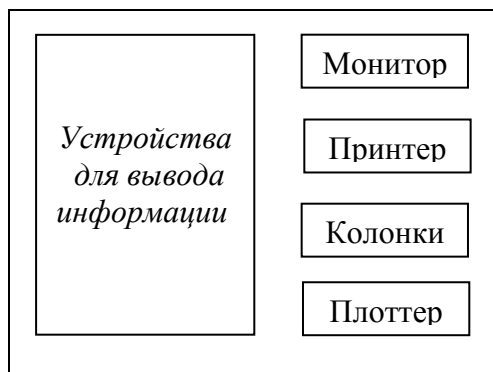 Устройства
для вывода
информации
Монитор
Принтер
Колонки
Плоттер